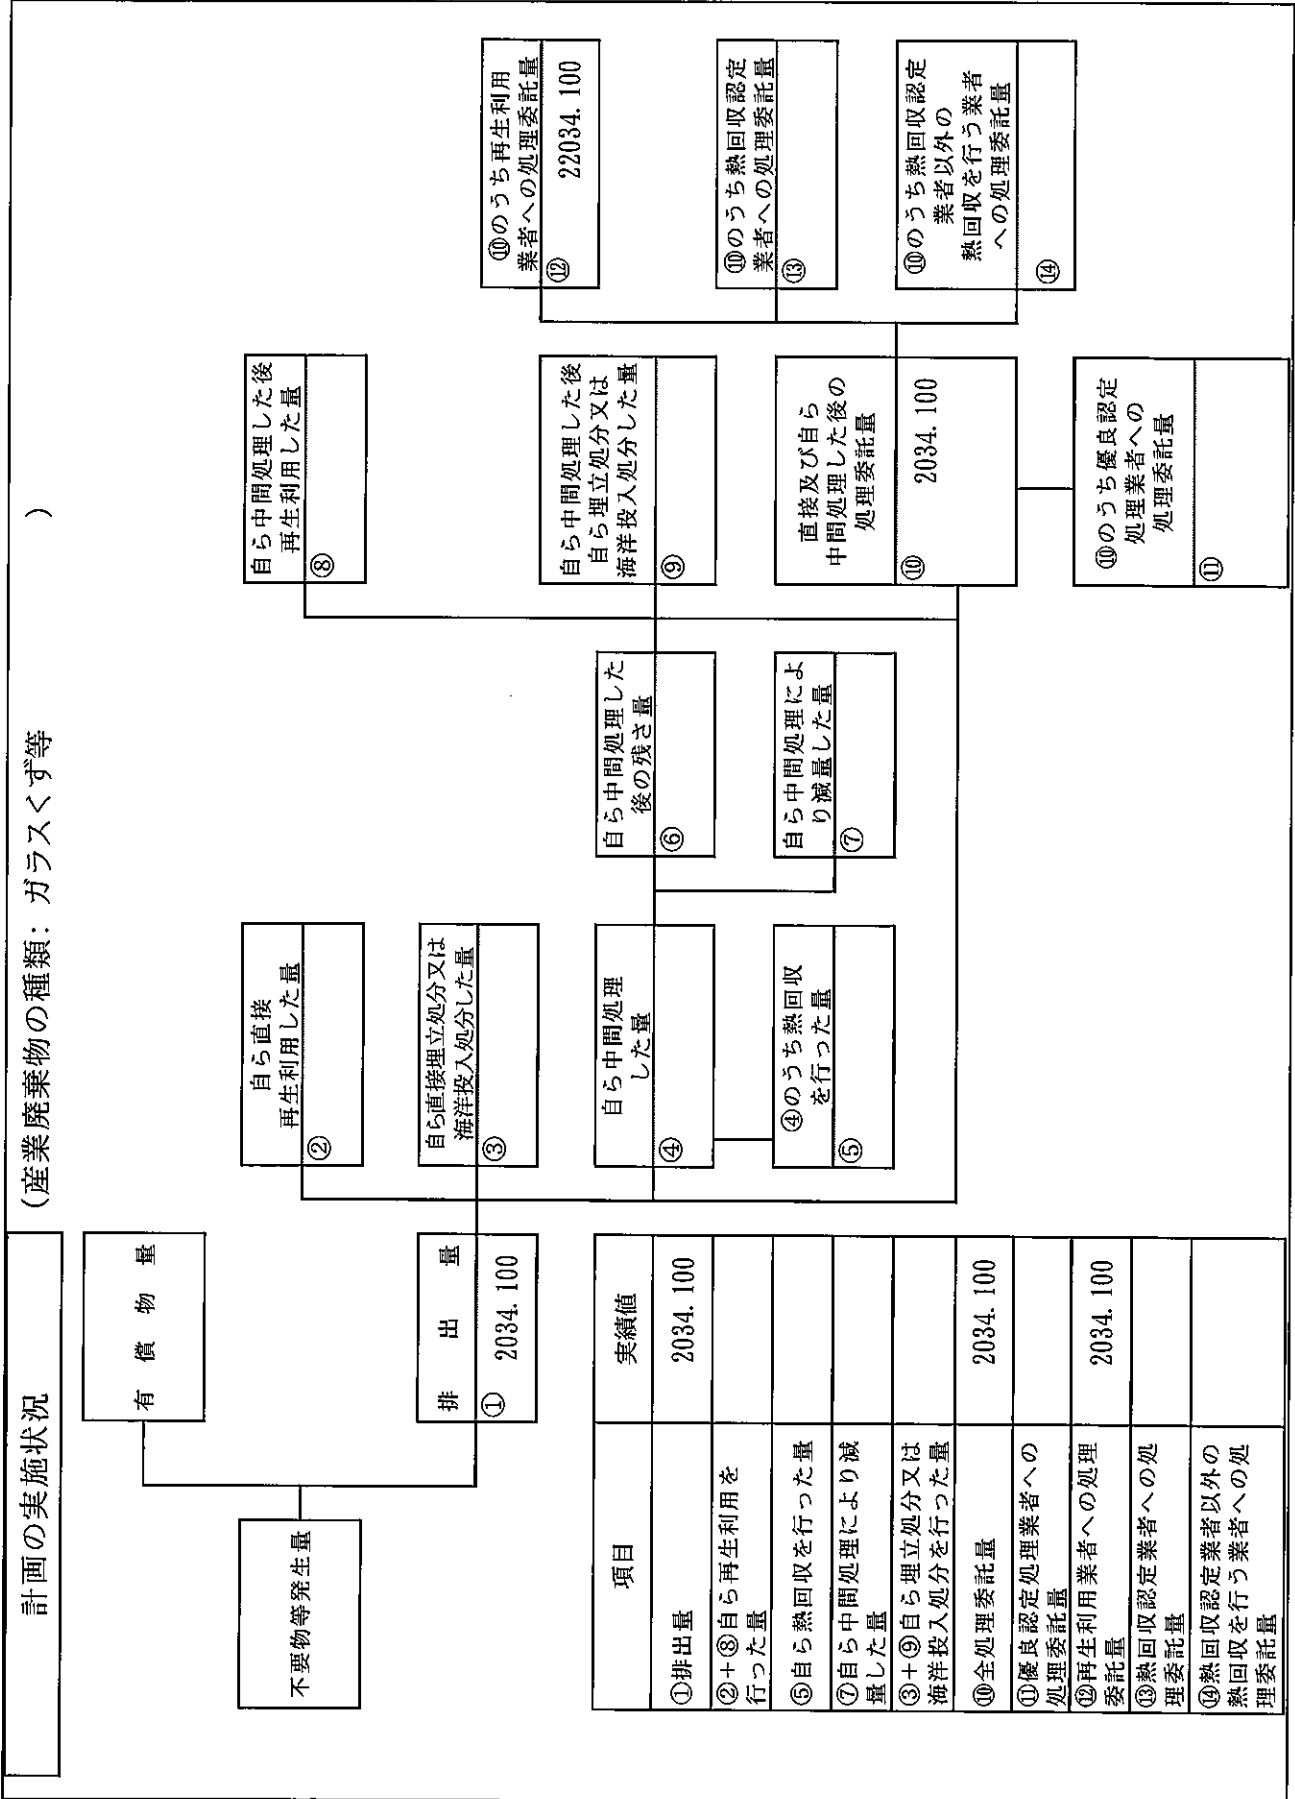 計画の実施状況
（産業廃棄物の種類：ガラスくず等　）
有償物量
不要物等発生量
排出量
① 2034.100
自ら直接
再生利用した量
②
自ら直接埋立処分又は
海洋投入処分した量
③
自ら中間処理
した量
④
④のうち熱回収
を行った量
⑤
自ら中間処理した
後の残さ量
⑥
自ら中間処理によ
り減量した量
⑦
自ら中間処理した後
再生利用した量
⑧
自ら中間処理した後
自ら埋立処分又は
海洋投入処分した量
⑨
直接及び自ら
中間処理した後の
処理委託量
⑩ 2034.100
⑩のうち優良認定
処理業者への
処理委託量
⑪
⑩のうち再生利用
業者への処理委託量
⑫ 22034.100
⑩のうち熱回収認定
業者への処理委託量
⑬
⑩のうち熱回収認定
業者以外の
熱回収を行う業者
への処理委託量
⑭
項目 実績値
①排出量 2034.100
②+⑧自ら再生利用を
行った量
⑤自ら熱回収を行った量
⑦自ら中間処理により減
量した量
③+⑨自ら埋立処分又は
海洋投入処分を行った量
⑩全処理委託量 2034.100
⑪優良認定処理業者への
処理委託量
⑫再生利用業者への処理
委託量 2034.100
⑬熱回収認定業者への処
理委託量
⑭熱回収認定業者以外の
熱回収を行う業者への処
理委託量